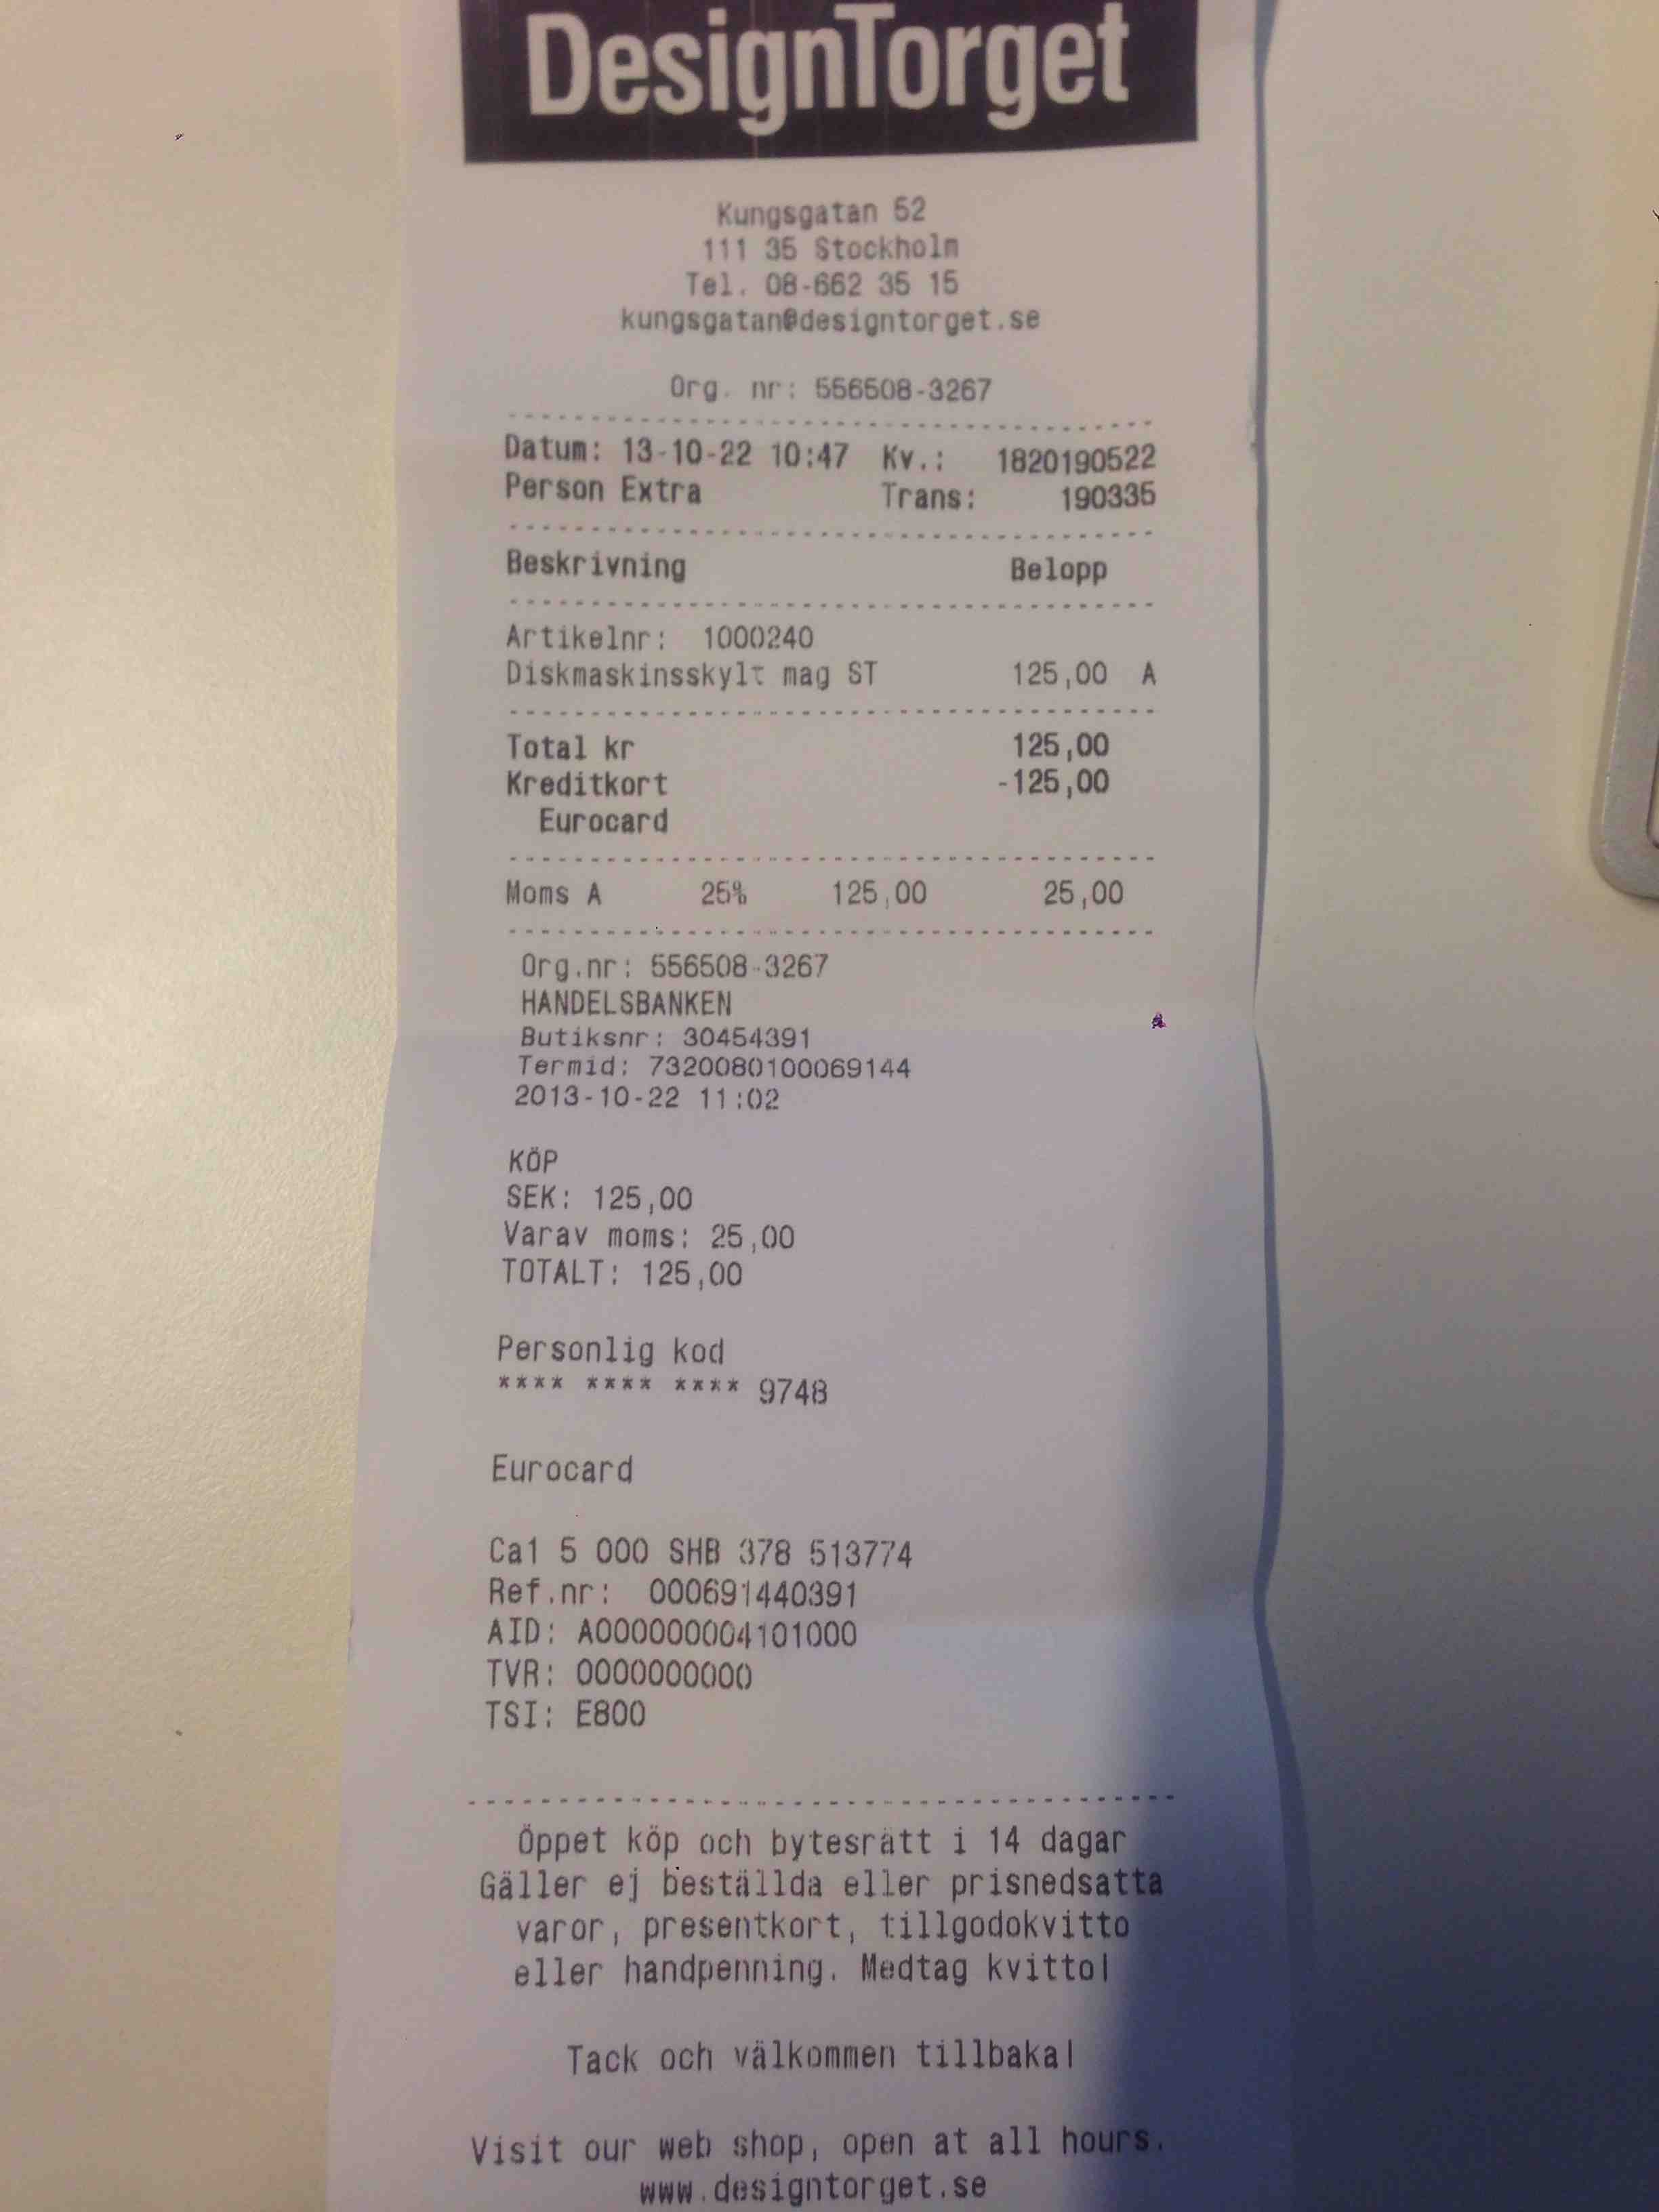 DesignTorget
Kungsgatan 52
111 35 Stockholm
Tel. 08-662 35 15
kungsgatan@designtorget.se
Org. nr: 556508-3267
Datum: 13-10-22 10:47 Kv.: 1820190522
Person Extra Trans: 190335
Beskrivning Belopp
Artikelnr: 1000240
Diskmaskinsskylt mag ST 125,00 A
Total kr 125,00
Kreditkort -125,00
Eurocard
Moms A 25% 125,00 25,00
Org.nr: 556508-3267
HANDELSBANKEN
Butiksnr: 30454391
Termid: 7320080100069144
2013-10-22 11:02
KÖP
SEK: 125,00
Varav moms: 25,00
TOTALT: 125,00
Personlig kod
**** **** **** 9748
Eurocard
Ca1 5 000 SHB 378 513774
Ref.nr: 000691440391
AID: A0000000041010​00
TVR: 0000000000
TSI: E800
Öppet köp och bytesrätt i 14 dagar
Gäller ej beställda eller prisnedsatta
varor, presentkort, tillgodokvitto
eller handpenning. Medtag kvitto!
Tack och välkommen tillbaka!
Visit our web shop, open at all hours.
www.designtorget.se